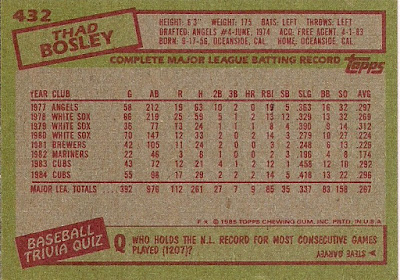 432
THAD
BOSLEY
HEIGHT: 6'3" WEIGHT: 175 BATS: LEFT THROWS: LEFT
DRAFTED: ANGELS #4-JUNE, 1974 ACQ: FREE AGENT, 4-1-83
BORN: 9-17-56, OCEANSIDE, CAL. HOME: OCEANSIDE, CAL.
COMPLETE MAJOR LEAGUE BATTING RECORD Topps
YEAR CLUB G AB R H 2B 3B HR RBI SB SLG BB SO AVG
1977 ANGELS 58 212 19 63 10 2 0 19 5 .363 16 32 .297
1978 WHITE SOX 66 219 25 59 5 1 2 13 12 .329 13 32 .269
1979 WHITE SOX 36 77 13 24 1 1 1 8 4 .390 9 14 .312
1980 WHITE SOX 70 147 12 33 2 0 2 14 3 .279 10 27 .224
1981 BREWERS 42 105 11 24 2 0 0 3 2 .248 6 13 .229
1982 MARINERS 22 46 3 8 1 0 0 2 3 .196 4 8 .174
1983 CUBS 43 72 12 21 4 1 2 12 1 .458 12 10 .292
1984 CUBS 55 98 17 29 2 2 2 14 5 .418 13 22 .296
MAJOR LEA. TOTALS 392 976 112 261 27 7 9 85 35 .337 83 158 .267
© 1985 TOPPS CHEWING GUM, INC. PRTD. IN U.S.A.
BASEBALL
TRIVIA QUIZ
Q WHO HOLDS THE N.L. RECORD FOR MOST CONSECUTIVE GAMES
PLAYED (1207)?
STEVE GARVEY